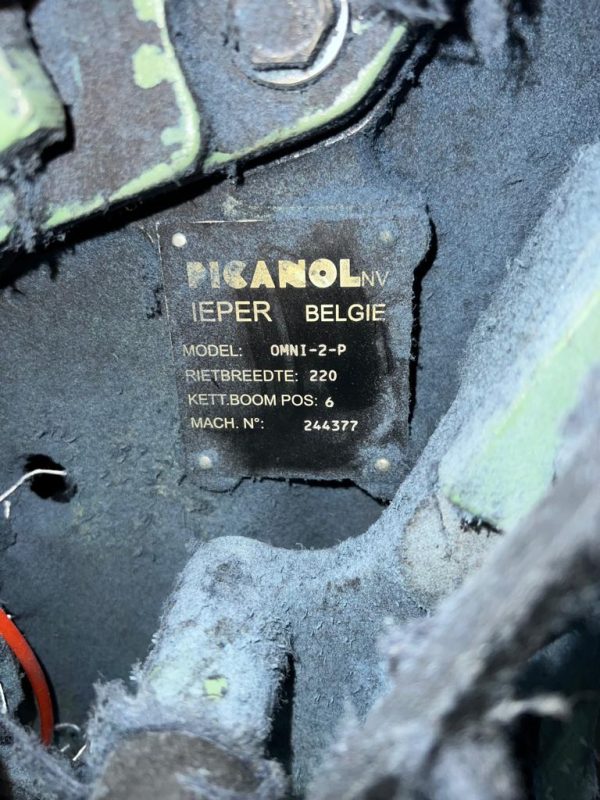 PICANOL NV
IEPER BELGIE
MODEL: OMNI-2-P
RIETBREEDTE: 220
KETT.BOOM POS: 6
MACH. N°: 244377